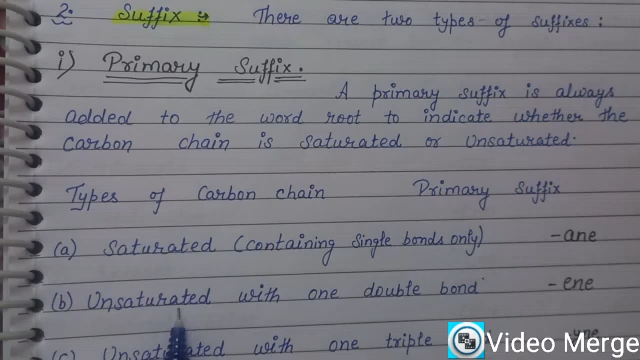 2. Suffix → There are two types of suffixes:
i) Primary Suffix.
A primary suffix is always
added to the word root to indicate whether the
carbon chain is saturated or unsaturated.
Types of Carbon chain Primary Suffix
(a) Saturated (containing single bonds only) -ane
(b) Unsaturated with one double bond -ene
(c) Unsaturated with one triple yne
Video Merge